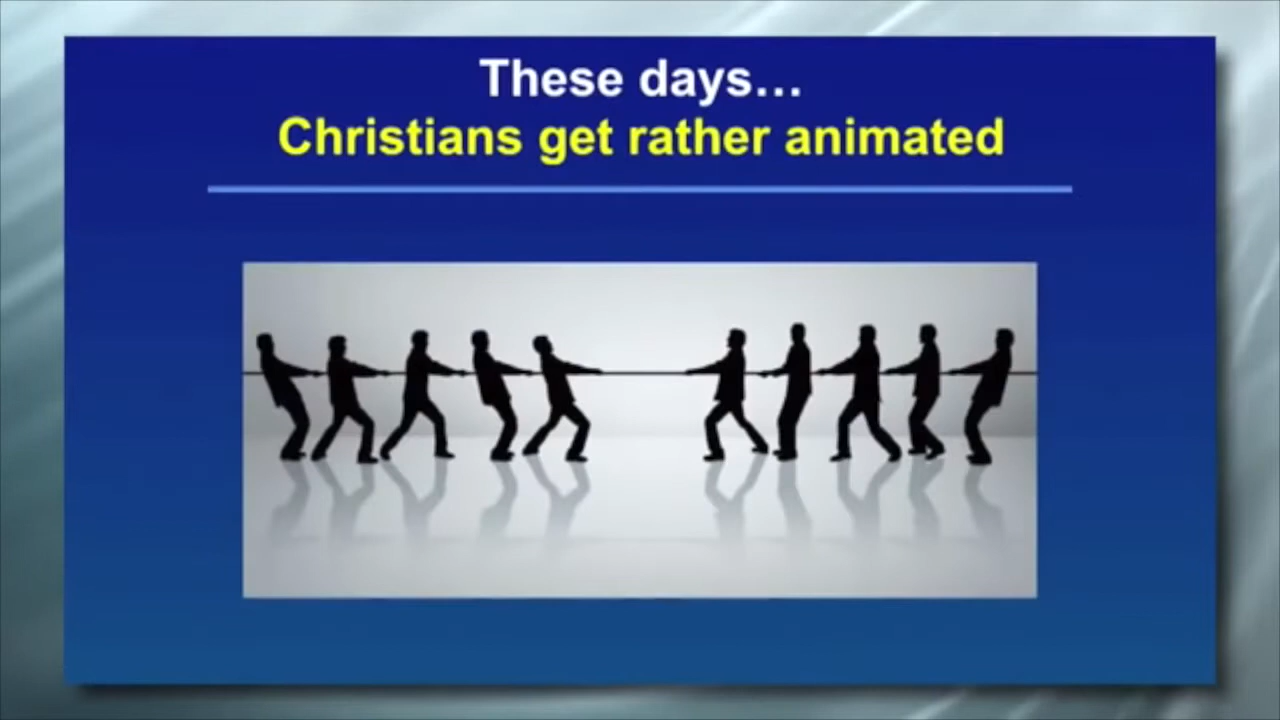 These days…
Christians get rather animated